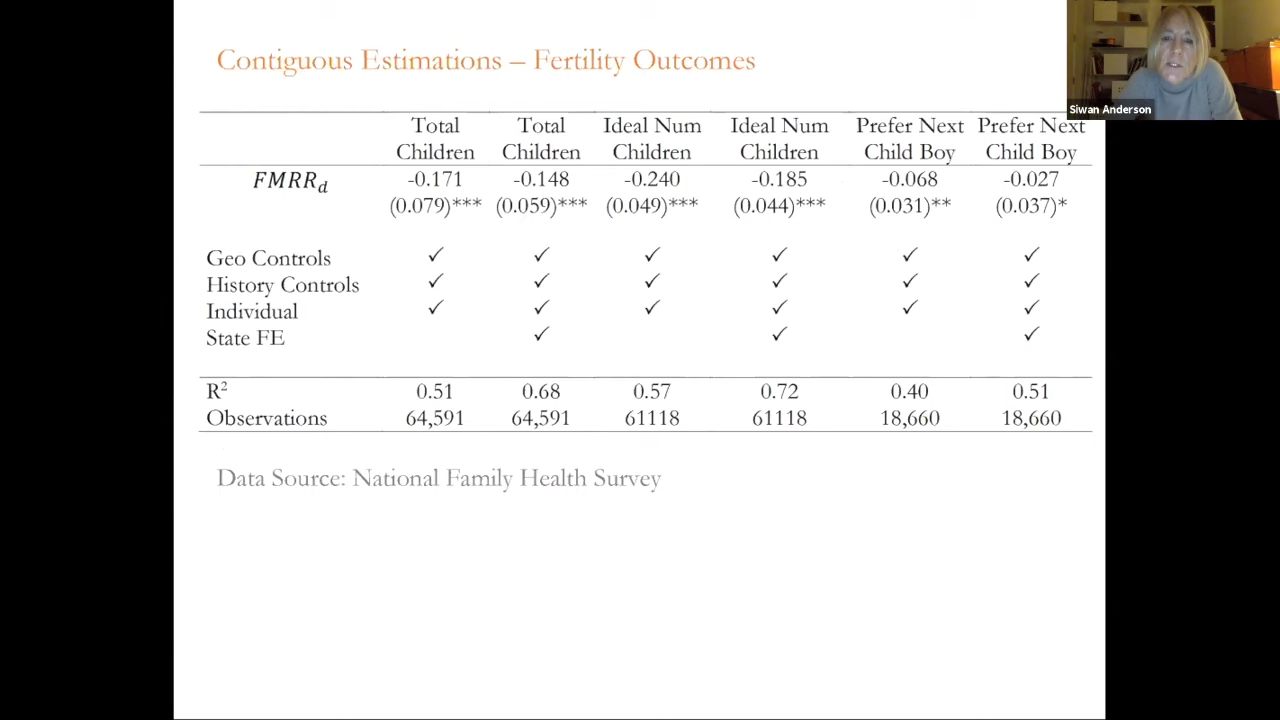 Contiguous Estimations – Fertility Outcomes
Siwan Anderson
Total Total Ideal Num Ideal Num Prefer Next Prefer Next
Children Children Children Children Child Boy Child Boy
FMRR_d -0.171 -0.148 -0.240 -0.185 -0.068 -0.027
(0.079)*** (0.059)*** (0.049)*** (0.044)*** (0.031)** (0.037)*
Geo Controls ✓ ✓ ✓ ✓ ✓ ✓
History Controls ✓ ✓ ✓ ✓ ✓ ✓
Individual ✓ ✓ ✓ ✓ ✓ ✓
State FE ✓ ✓ ✓
R² 0.51 0.68 0.57 0.72 0.40 0.51
Observations 64,591 64,591 61118 61118 18,660 18,660
Data Source: National Family Health Survey